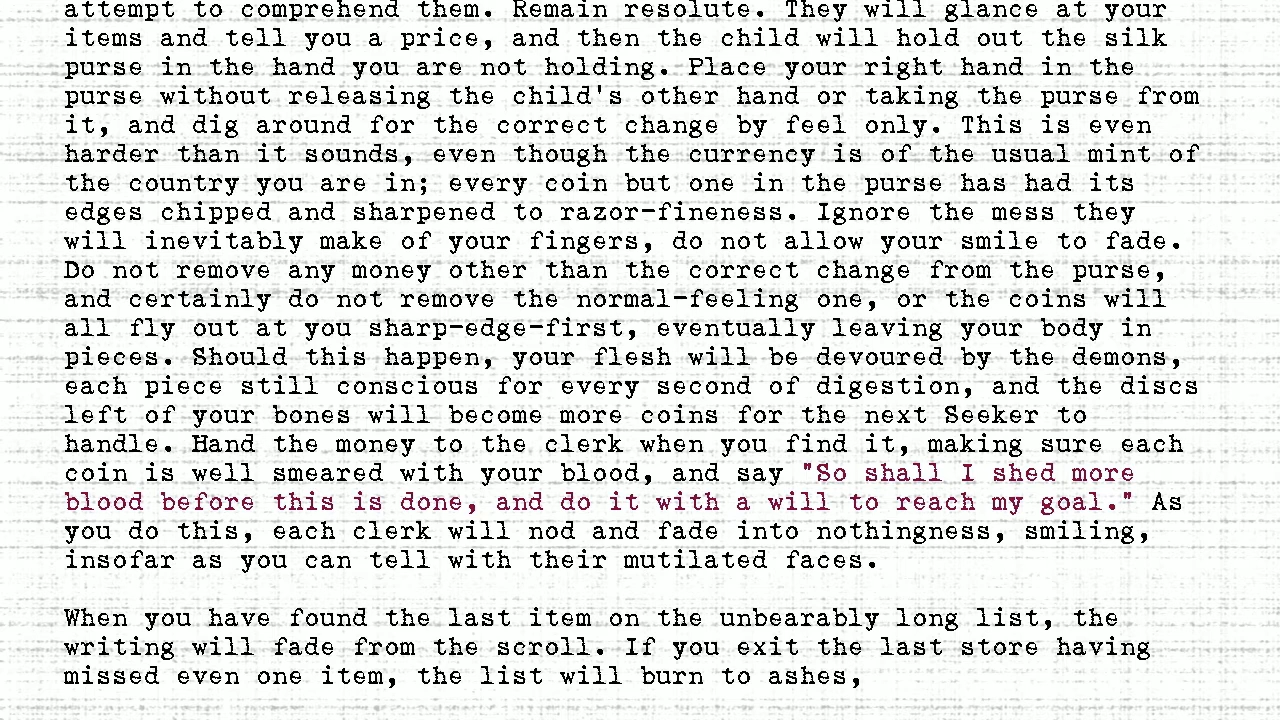 attempt to comprehend them. Remain resolute. They will glance at your
items and tell you a price, and then the child will hold out the silk
purse in the hand you are not holding. Place your right hand in the
purse without releasing the child's other hand or taking the purse from
it, and dig around for the correct change by feel only. This is even
harder than it sounds, even though the currency is of the usual mint of
the country you are in; every coin but one in the purse has had its
edges chipped and sharpened to razor-fineness. Ignore the mess they
will inevitably make of your fingers, do not allow your smile to fade.
Do not remove any money other than the correct change from the purse,
and certainly do not remove the normal-feeling one, or the coins will
all fly out at you sharp-edge-first, eventually leaving your body in
pieces. Should this happen, your flesh will be devoured by the demons,
each piece still conscious for every second of digestion, and the discs
left of your bones will become more coins for the next Seeker to
handle. Hand the money to the clerk when you find it, making sure each
coin is well smeared with your blood, and say "So shall I shed more
blood before this is done, and do it with a will to reach my goal." As
you do this, each clerk will nod and fade into nothingness, smiling,
insofar as you can tell with their mutilated faces.
When you have found the last item on the unbearably long list, the
writing will fade from the scroll. If you exit the last store having
missed even one item, the list will burn to ashes,